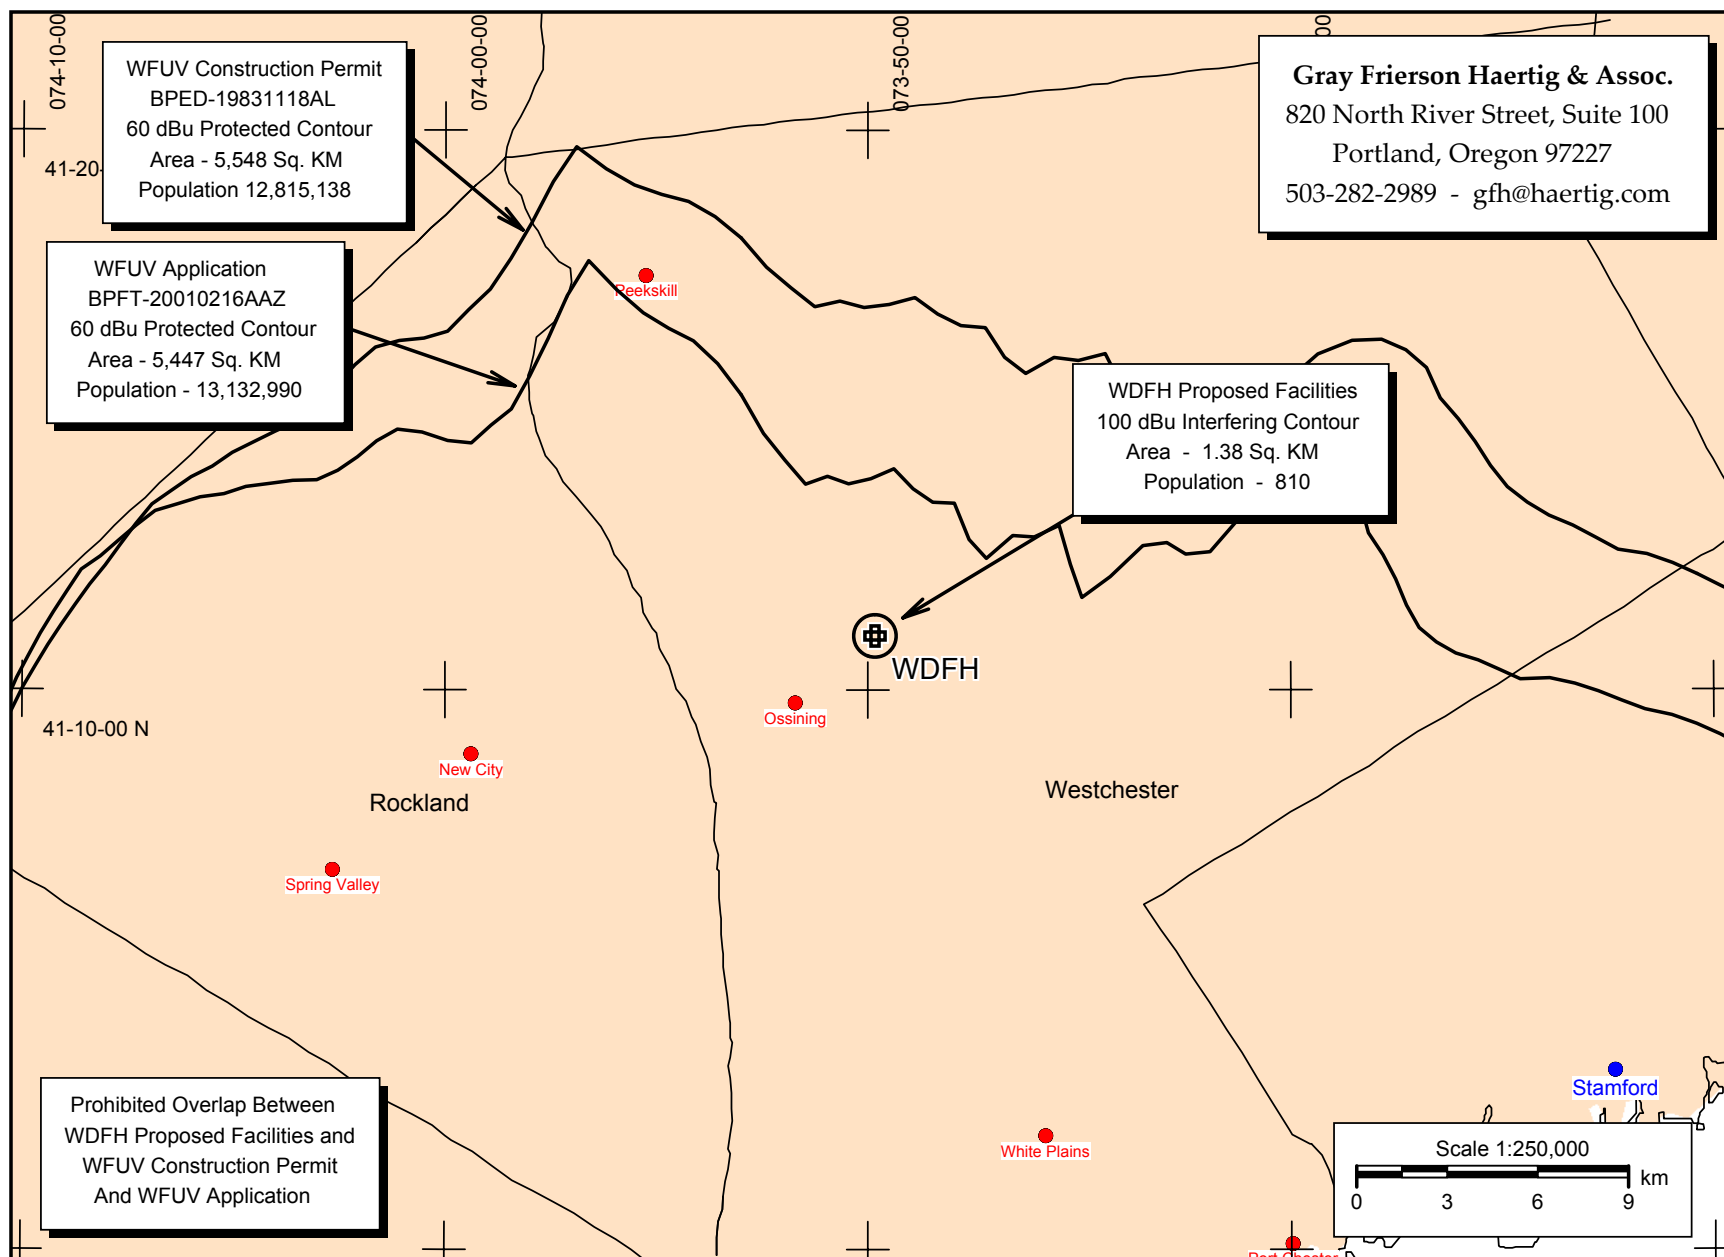 074-10-00
074-00-00
073-50-00
00
WFUV Construction Permit
BPED-19831118AL
60 dBu Protected Contour
Area - 5,548 Sq. KM
Population 12,815,138
Gray Frierson Haertig & Assoc.
820 North River Street, Suite 100
Portland, Oregon 97227
503-282-2989 - gfh@haertig.com
41-20-
WFUV Application
BPFT-20010216AAZ
60 dBu Protected Contour
Area - 5,447 Sq. KM
Population - 13,132,990
Peekskill
WDFH Proposed Facilities
100 dBu Interfering Contour
Area - 1.38 Sq. KM
Population - 810
WDFH
Ossining
41-10-00 N
New City
Rockland
Westchester
Spring Valley
Stamford
Prohibited Overlap Between
WDFH Proposed Facilities and
WFUV Construction Permit
And WFUV Application
White Plains
Scale 1:250,000
km
0 3 6 9
Port Chester